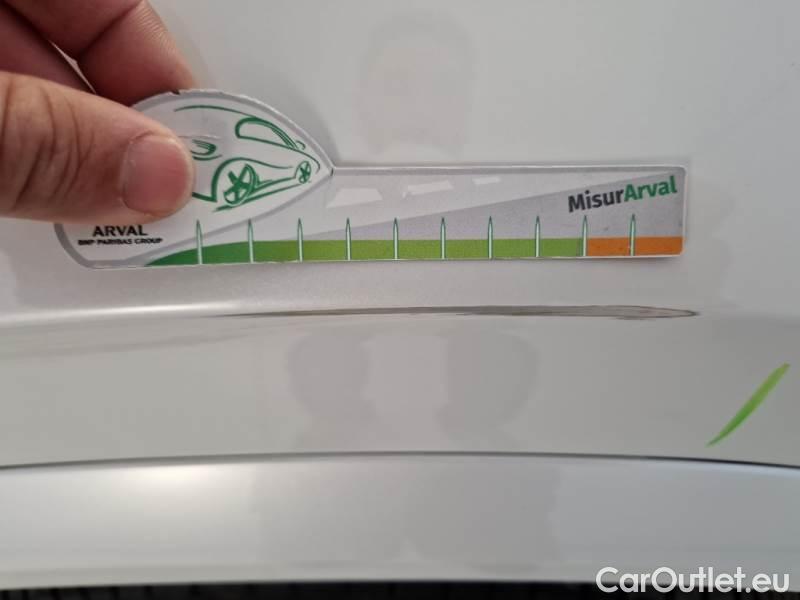 MisurArval
ARVAL
BNP PARIBAS GROUP
CarOutlet.eu